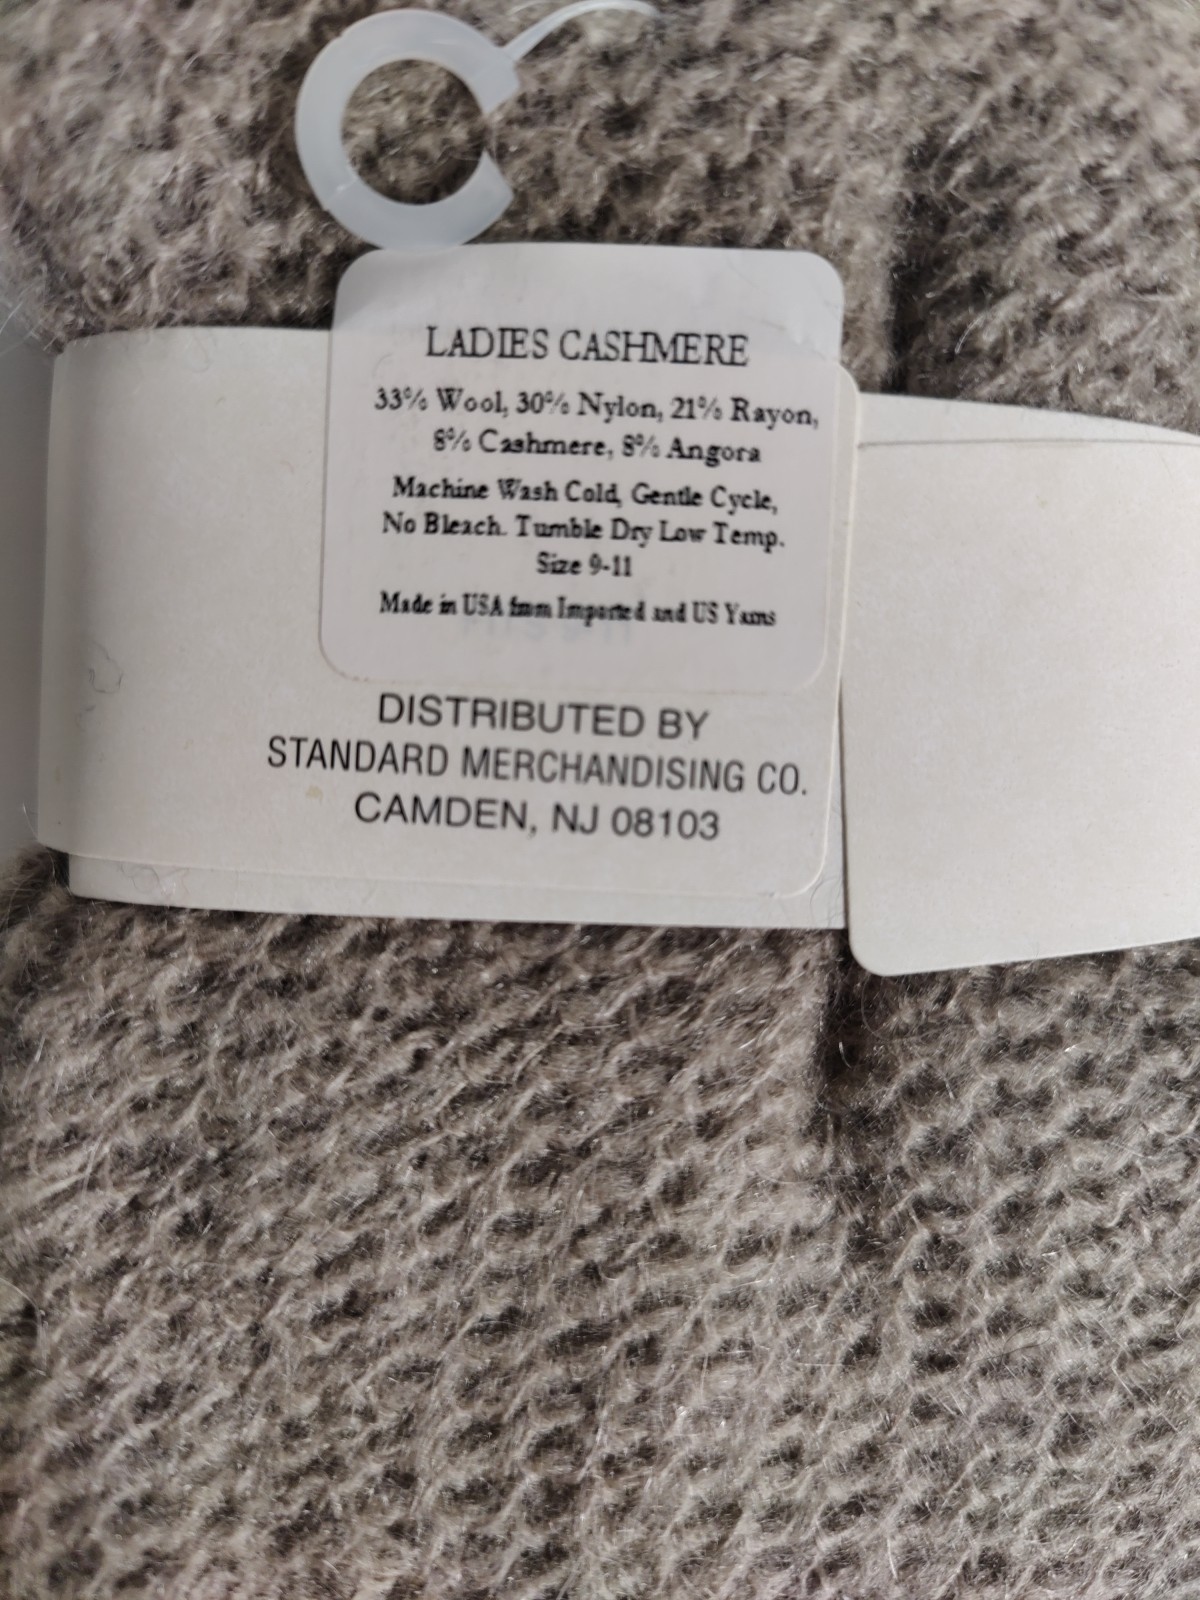 LADIES CASHMERE
33% Wool, 30% Nylon, 21% Rayon,
8% Cashmere, 8% Angora
Machine Wash Cold, Gentle Cycle,
No Bleach. Tumble Dry Low Temp.
Size 9-11
Made in USA from Imported and US Yarns
DISTRIBUTED BY
STANDARD MERCHANDISING CO.
CAMDEN, NJ 08103